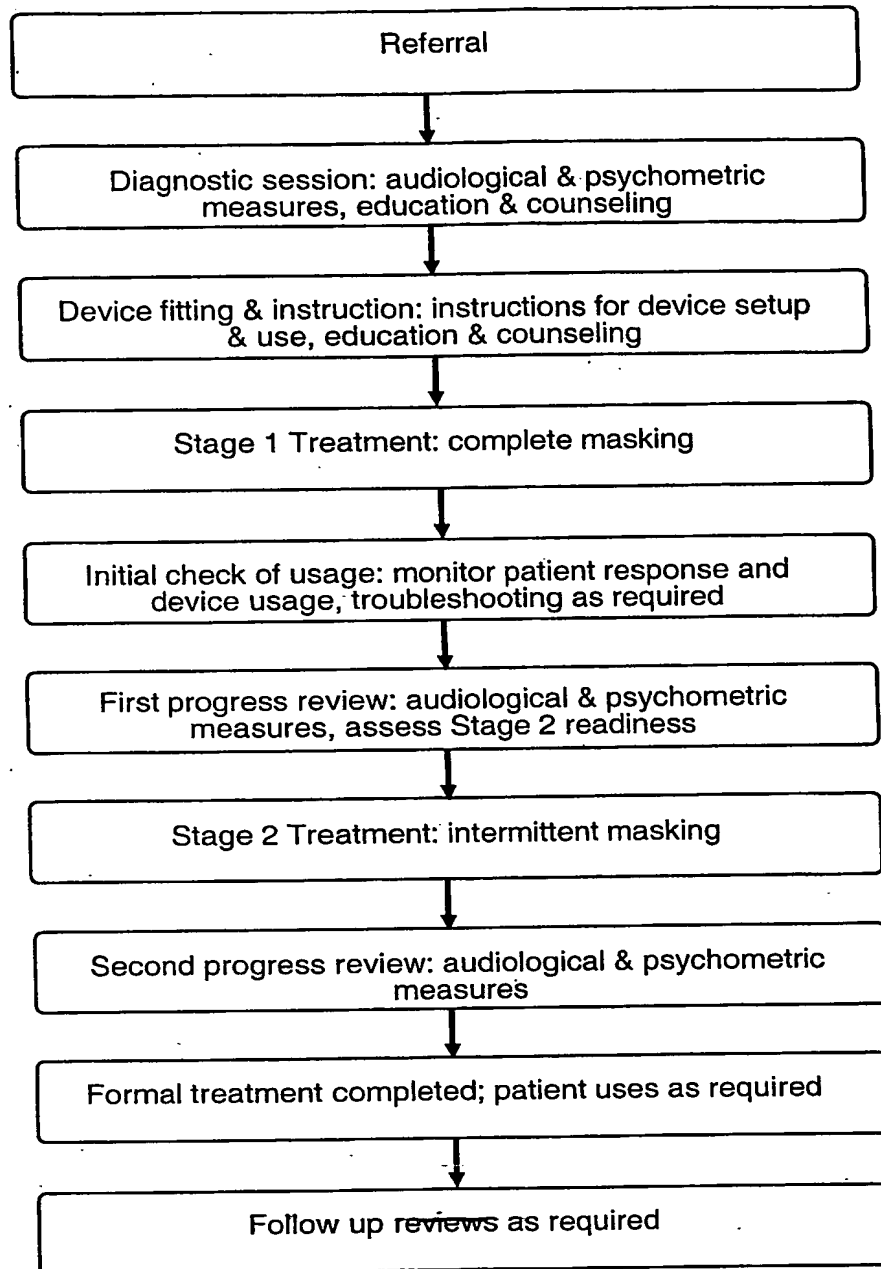 Referral
Diagnostic session: audiological & psychometric
measures, education & counseling
Device fitting & instruction: instructions for device setup
& use, education & counseling
Stage 1 Treatment: complete masking
Initial check of usage: monitor patient response and
device usage, troubleshooting as required
First progress review: audiological & psychometric
measures, assess Stage 2 readiness
Stage 2 Treatment: intermittent masking
Second progress review: audiological & psychometric
measures
Formal treatment completed; patient uses as required
Follow up reviews as required